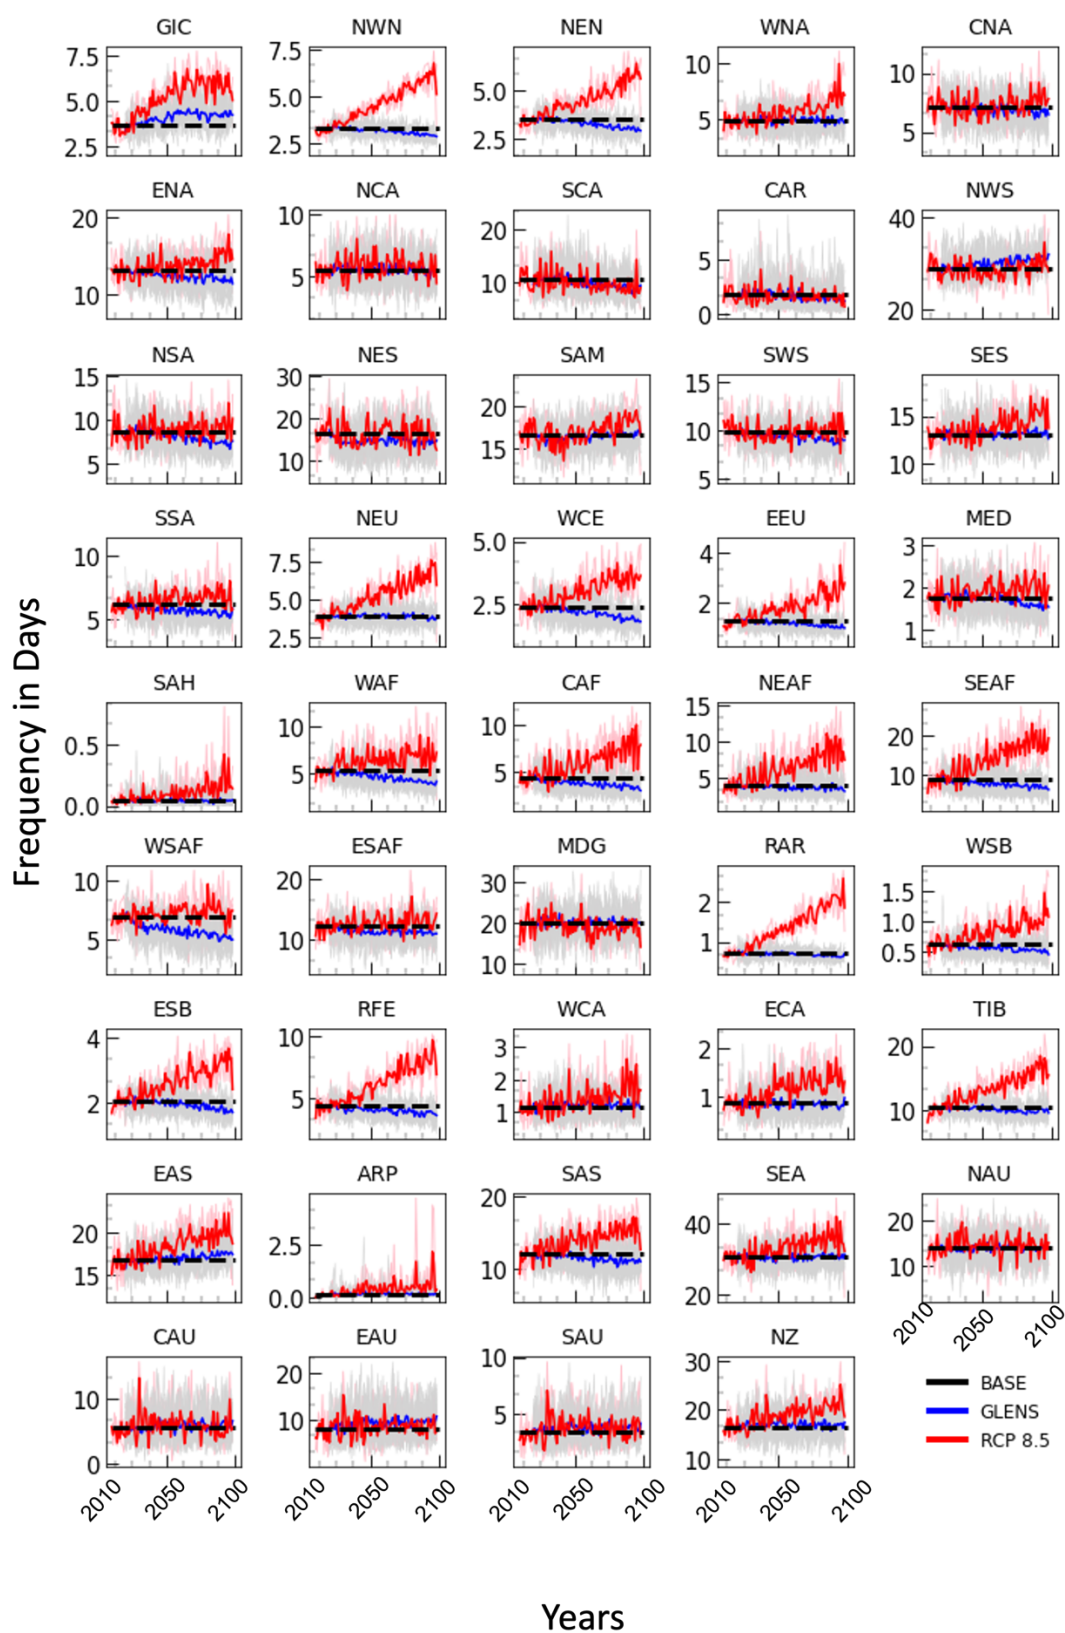 GIC NWN NEN WNA CNA
7.5 5.0 2.5 7.5 5.0 2.5 5.0 2.5 10 5 10 5
ENA NCA SCA CAR NWS
20 10 10 5 20 10 5 0 40 20
NSA NES SAM SWS SES
15 10 5 30 20 10 20 15 15 10 5 15 10
SSA NEU WCE EEU MED
10 5 7.5 5.0 2.5 5.0 2.5 4 2 3 2 1
Frequency in Days
SAH WAF CAF NEAF SEAF
0.5 0.0 10 5 10 5 15 10 5 20 10
WSAF ESAF MDG RAR WSB
10 5 20 10 30 20 10 2 1 1.5 1.0 0.5
ESB RFE WCA ECA TIB
4 2 10 5 3 2 1 2 1 20 10
EAS ARP SAS SEA NAU
20 15 2.5 0.0 20 10 40 20 20 10
2010 2050 2100
CAU EAU SAU NZ
10 0 20 10 10 5 30 20 10
BASE
GLENS
RCP 8.5
2010 2050 2100 2010 2050 2100 2010 2050 2100 2010 2050 2100
Years